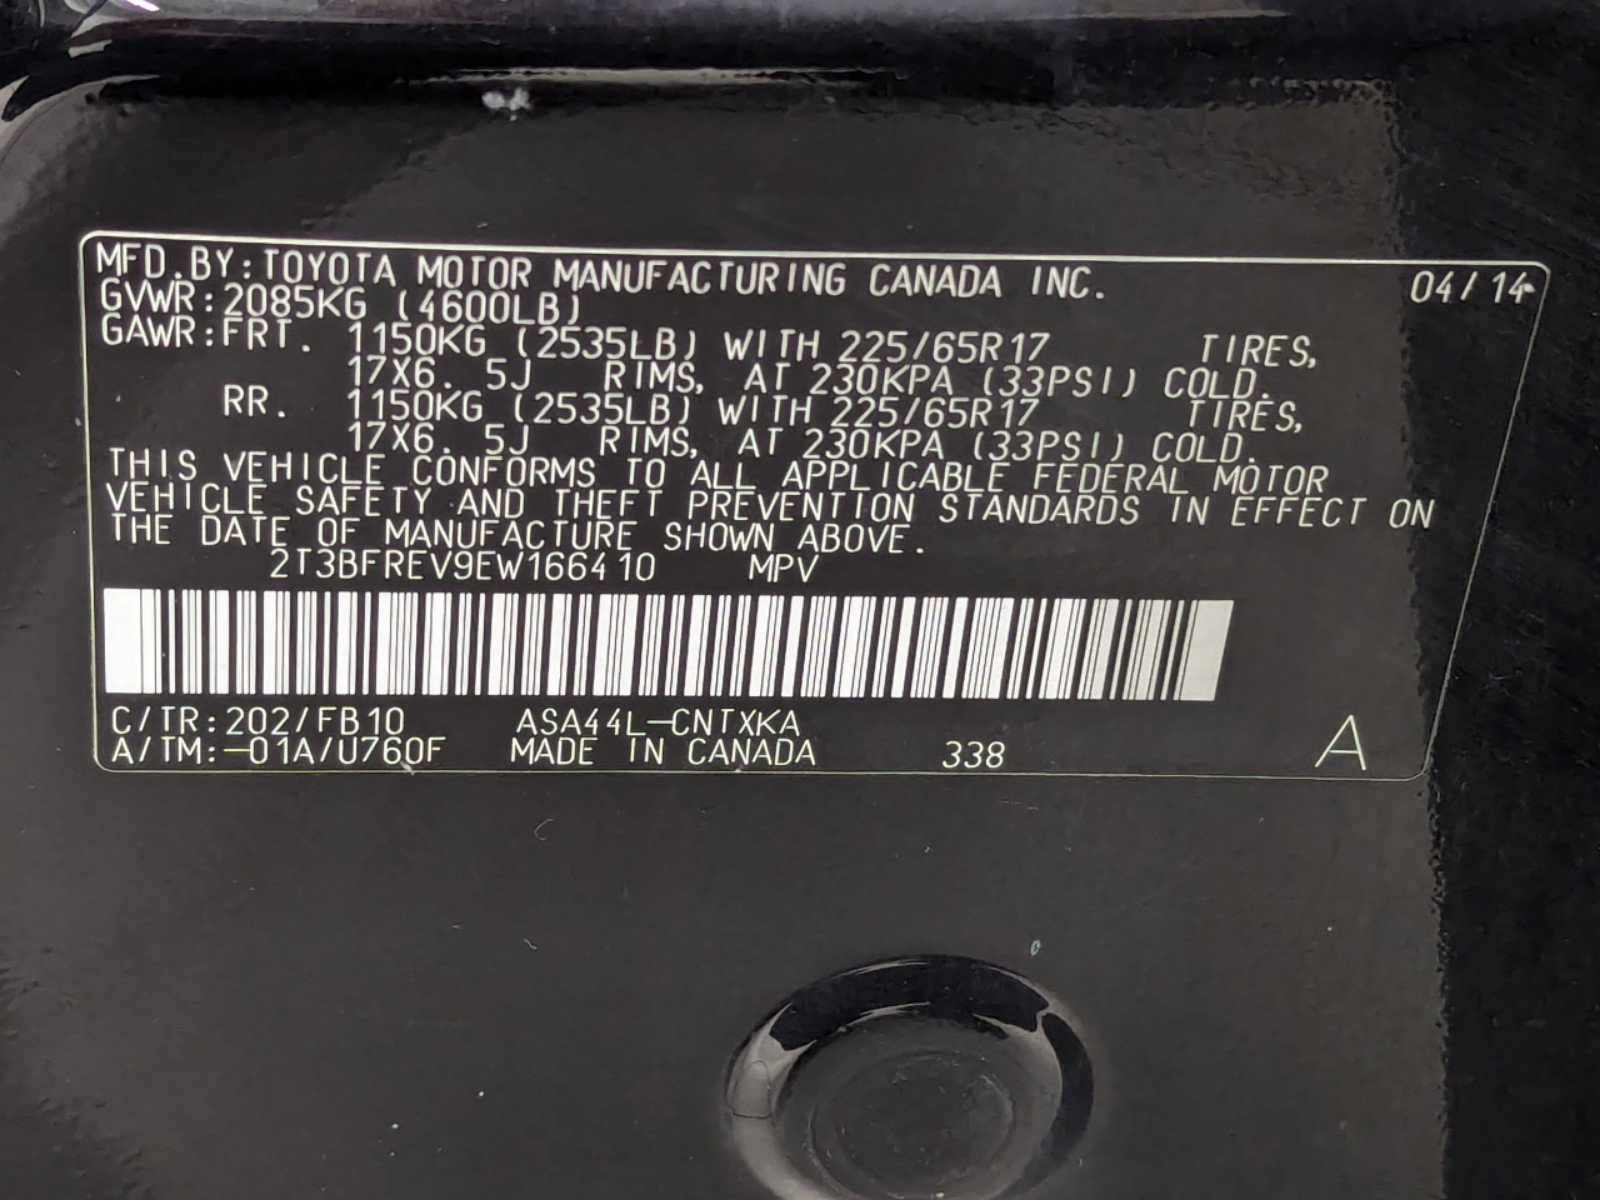 MFD.BY:TOYOTA MOTOR MANUFACTURING CANADA INC. 04/14
GVWR:2085KG (4600LB)
GAWR:FRT. 1150KG (2535LB) WITH 225/65R17 TIRES,
17X6.5J RIMS, AT 230KPA (33PSI) COLD.
RR. 1150KG (2535LB) WITH 225/65R17 TIRES,
17X6.5J RIMS, AT 230KPA (33PSI) COLD.
THIS VEHICLE CONFORMS TO ALL APPLICABLE FEDERAL MOTOR
VEHICLE SAFETY AND THEFT PREVENTION STANDARDS IN EFFECT ON
THE DATE OF MANUFACTURE SHOWN ABOVE.
2T3BFREV9EW166410 MPV
C/TR:202/FB10 ASA44L-CNTXKA
A/TM:-01A/U760F MADE IN CANADA 338 A